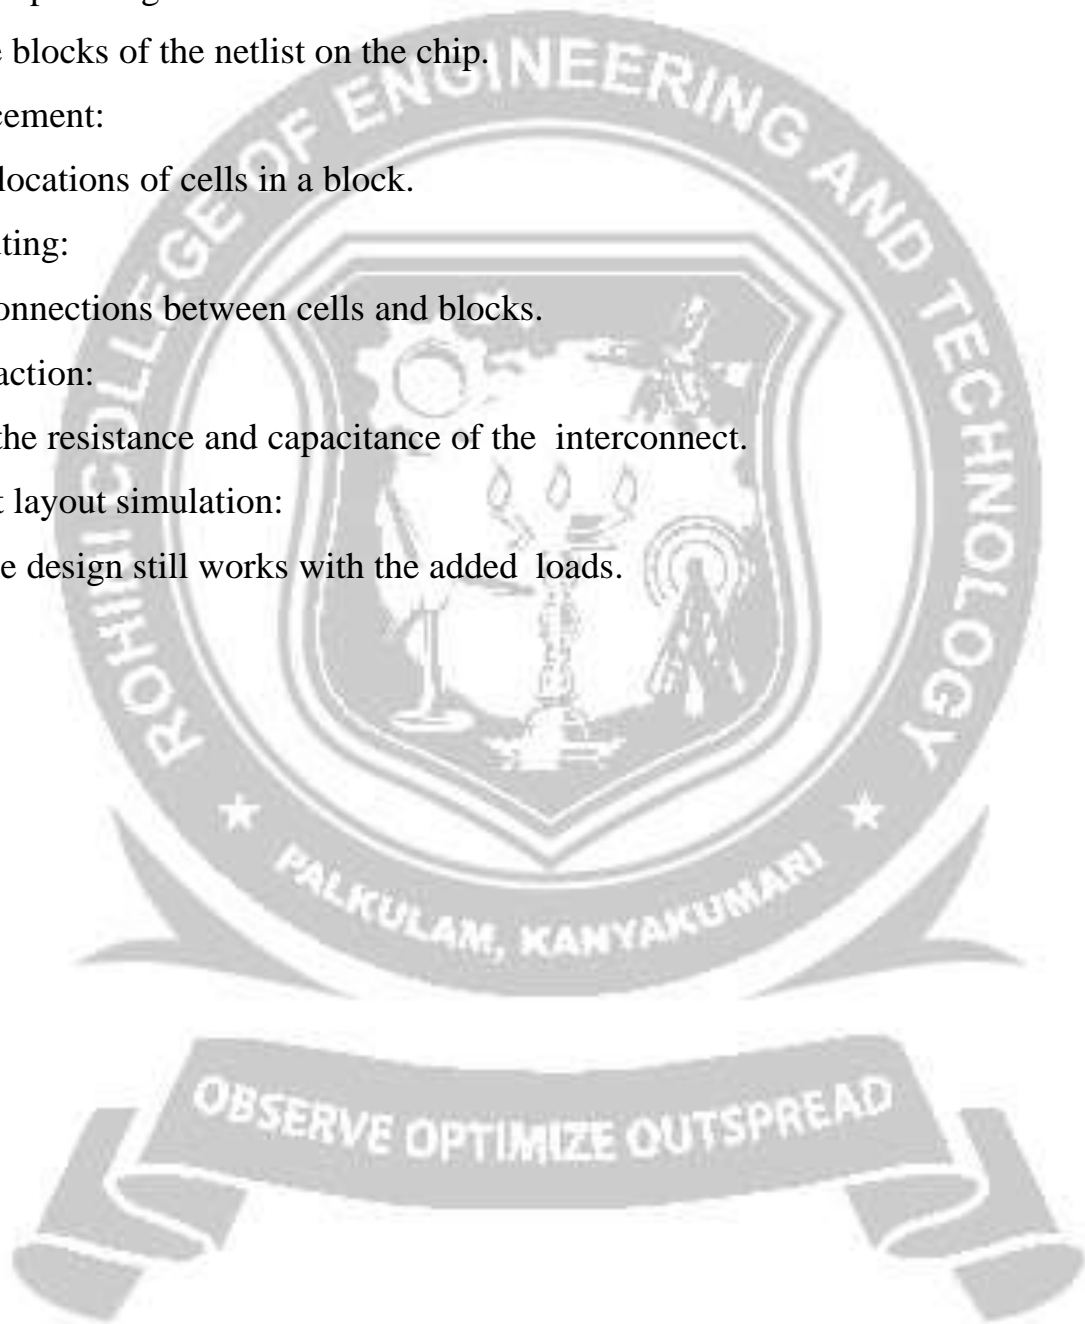 e blocks of the netlist on the chip.
cement:
locations of cells in a block.
ting:
onnections between cells and blocks.
action:
the resistance and capacitance of the interconnect.
t layout simulation:
e design still works with the added loads.
ROHINI COLLEGE OF ENGINEERING AND TECHNOLOGY
PALKULAM, KANYAKUMARI
OBSERVE OPTIMIZE OUTSPREAD